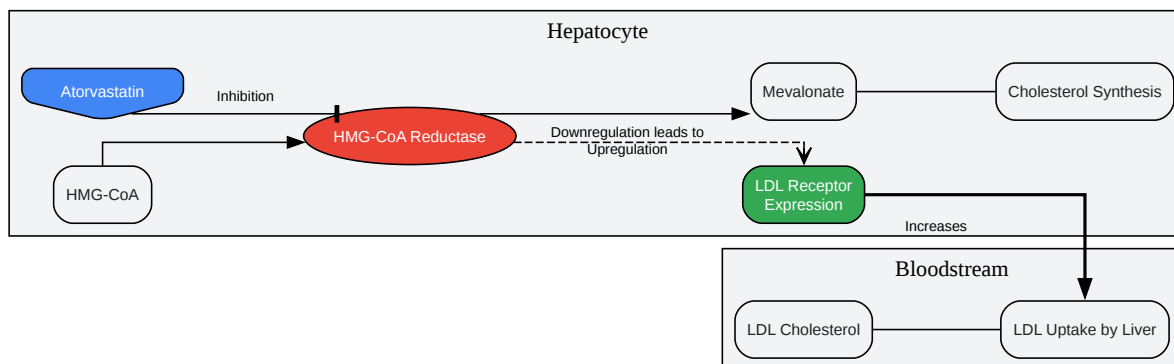 Hepatocyte
Atorvastatin
Inhibition
Mevalonate
Cholesterol Synthesis
HMG-CoA Reductase
Downregulation leads to
Upregulation
HMG-CoA
LDL Receptor
Expression
Increases
Bloodstream
LDL Cholesterol
LDL Uptake by Liver